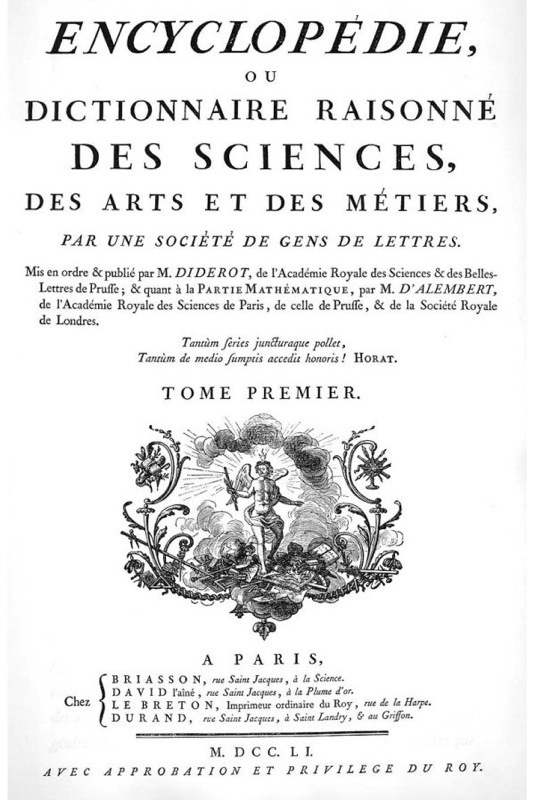 ENCYCLOPÉDIE,
OU
DICTIONNAIRE RAISONNÉ
DES SCIENCES,
DES ARTS ET DES MÉTIERS,
PAR UNE SOCIÉTÉ DE GENS DE LETTRES.
Mis en ordre & publié par M. DIDEROT, de l'Académie Royale des Sciences & des Belles-
Lettres de Pruſſe; & quant à la PARTIE MATHÉMATIQUE, par M. D'ALEMBERT,
de l'Académie Royale des Sciences de Paris, de celle de Pruſſe, & de la Société Royale
de Londres.
Tantùm ſeries juncturaque pollet,
Tantùm de medio ſumptis accedit honoris! HORAT.
TOME PREMIER.
A PARIS,
BRIASSON, rue Saint Jacques, à la Science.
DAVID l'aîné, rue Saint Jacques, à la Plume d'or.
Chez
LE BRETON, Imprimeur ordinaire du Roy, rue de la Harpe.
DURAND, rue Saint Jacques, à Saint Landry, & au Griffon.
M. DCC. LI.
AVEC APPROBATION ET PRIVILEGE DU ROY.